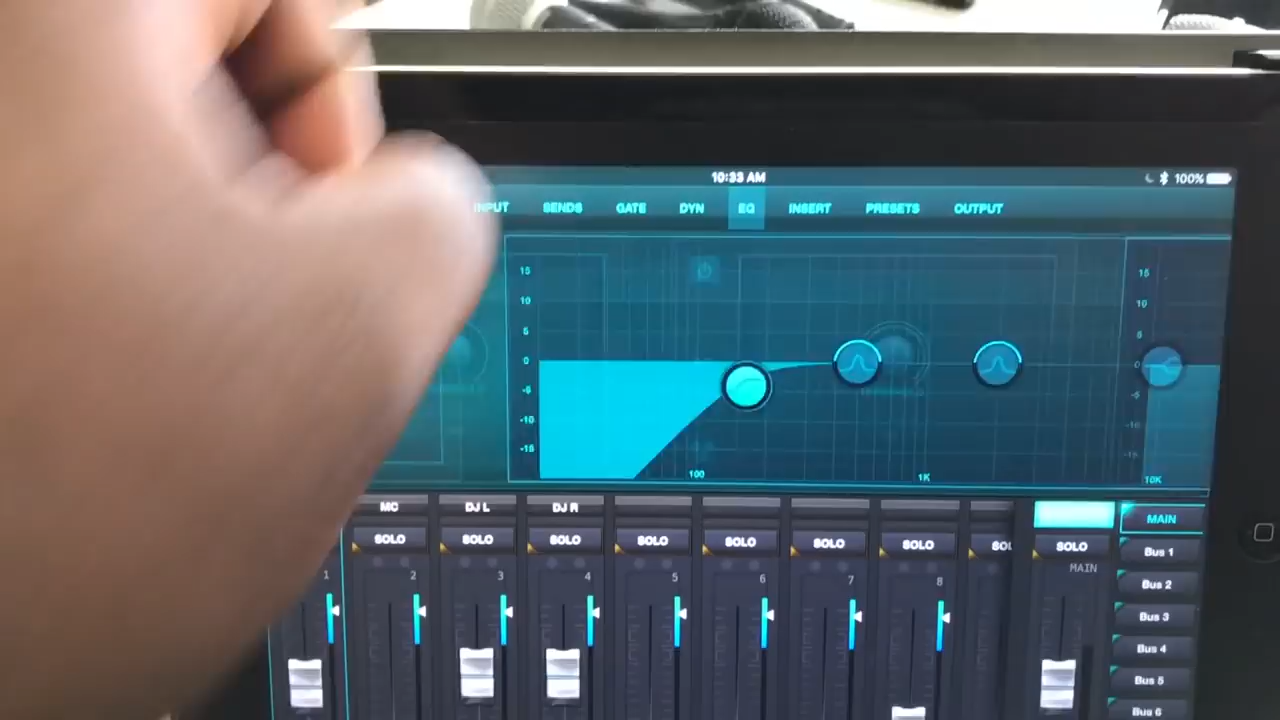 10:33 AM
100%
INPUT SENDS GATE DYN EQ INSERT PRESETS OUTPUT
15 15
10 10
5 5
0 0
-5 -5
-10 -10
-15 -15
100 1K 10K
MC DJ L DJ R MAIN
SOLO SOLO SOLO SOLO SOLO SOLO SOLO SOL SOLO
MAIN
1 2 3 4 5 6 7 8
Bus 1
Bus 2
Bus 3
Bus 4
Bus 5
Bus 6